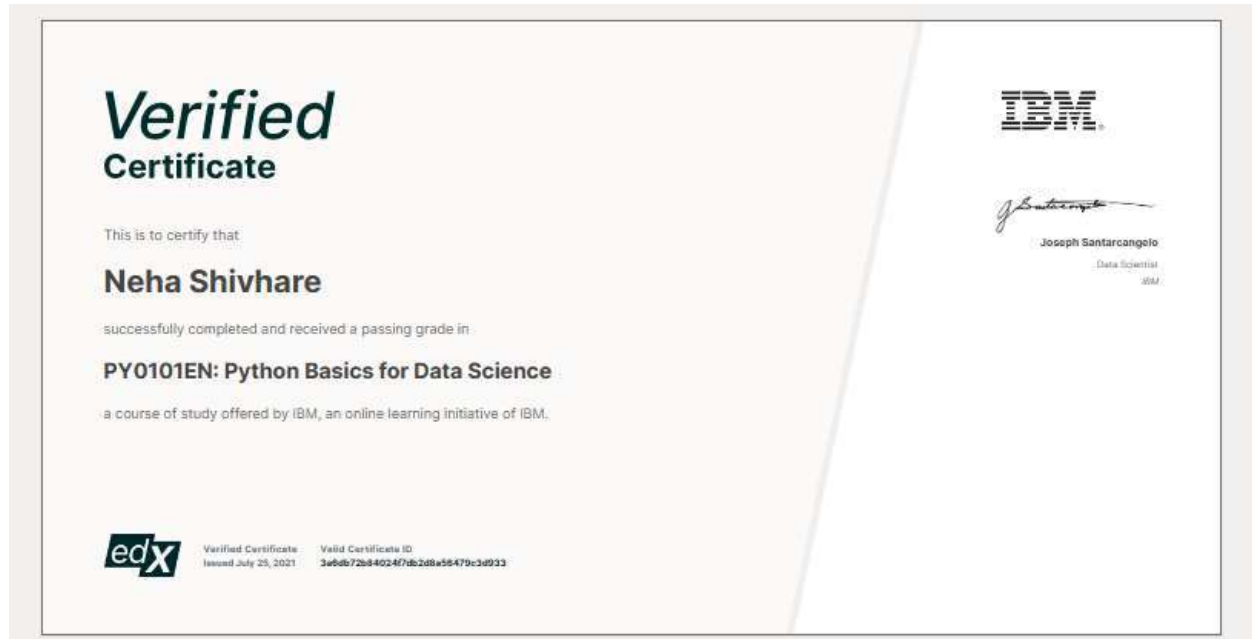 Verified
Certificate
This is to certify that
Neha Shivhare
successfully completed and received a passing grade in
PY0101EN: Python Basics for Data Science
a course of study offered by IBM, an online learning initiative of IBM.
edX
Verified Certificate
Issued July 25, 2021
Valid Certificate ID
IBM
Joseph Santarcangelo
Data Scientist
IBM